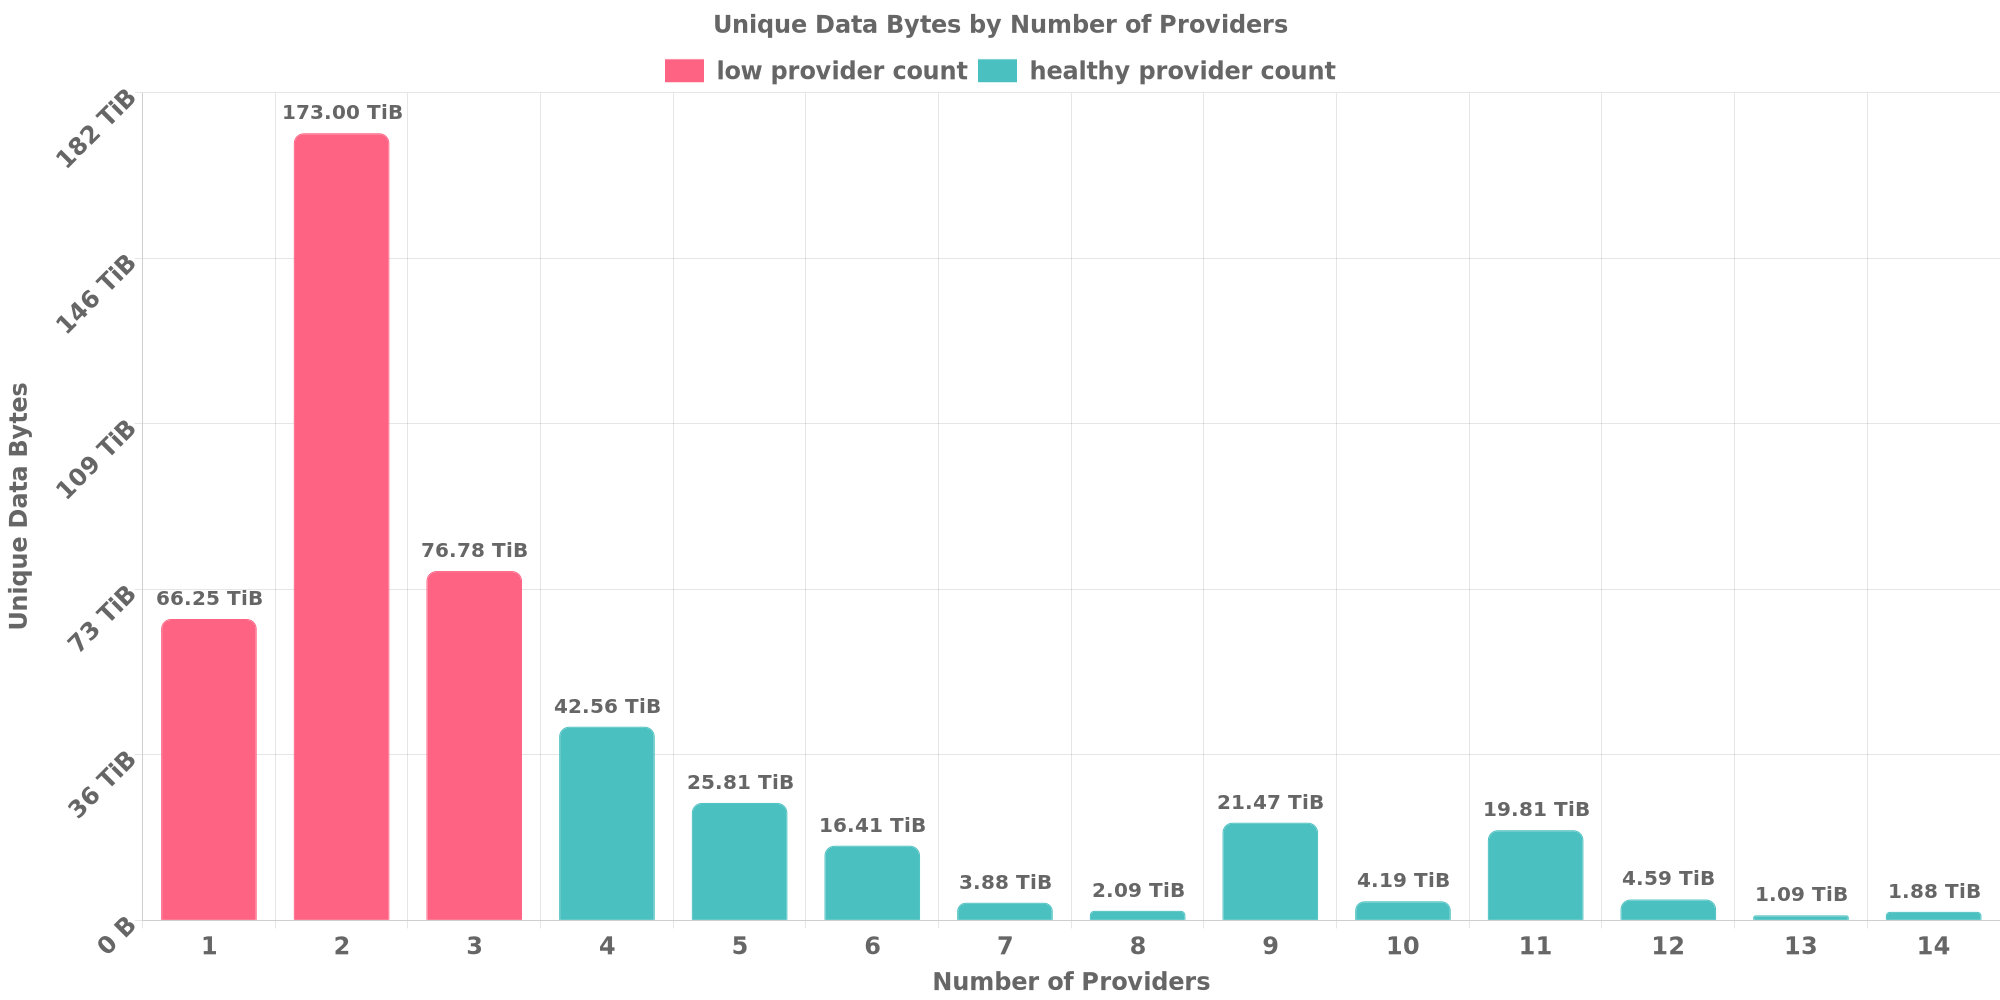 Unique Data Bytes by Number of Providers
low provider count healthy provider count
Unique Data Bytes
182 TiB
146 TiB
109 TiB
73 TiB
36 TiB
0 B
66.25 TiB
173.00 TiB
76.78 TiB
42.56 TiB
25.81 TiB
16.41 TiB
3.88 TiB
2.09 TiB
21.47 TiB
4.19 TiB
19.81 TiB
4.59 TiB
1.09 TiB
1.88 TiB
1 2 3 4 5 6 7 8 9 10 11 12 13 14
Number of Providers